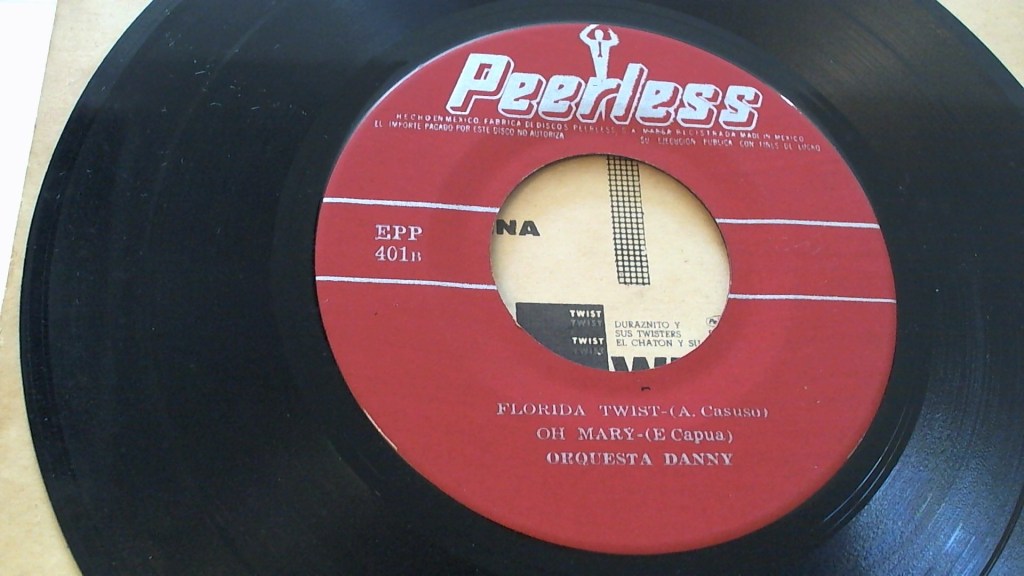 Peerless
HECHO EN MEXICO. FABRICA DE DISCOS PEERLESS, S.A. MARCA REGISTRADA MADE IN MEXICO
EL IMPORTE PAGADO POR ESTE DISCO NO AUTORIZA SU EJECUCION PUBLICA CON FINES DE LUCRO
EPP
401B
NA
TWIST
TWIST
TWIST
TWIST
DURAZNITO Y
SUS TWISTERS
EL CHATON Y SU
FLORIDA TWIST-(A. Casuso)
OH MARY-(E Capua)
ORQUESTA DANNY